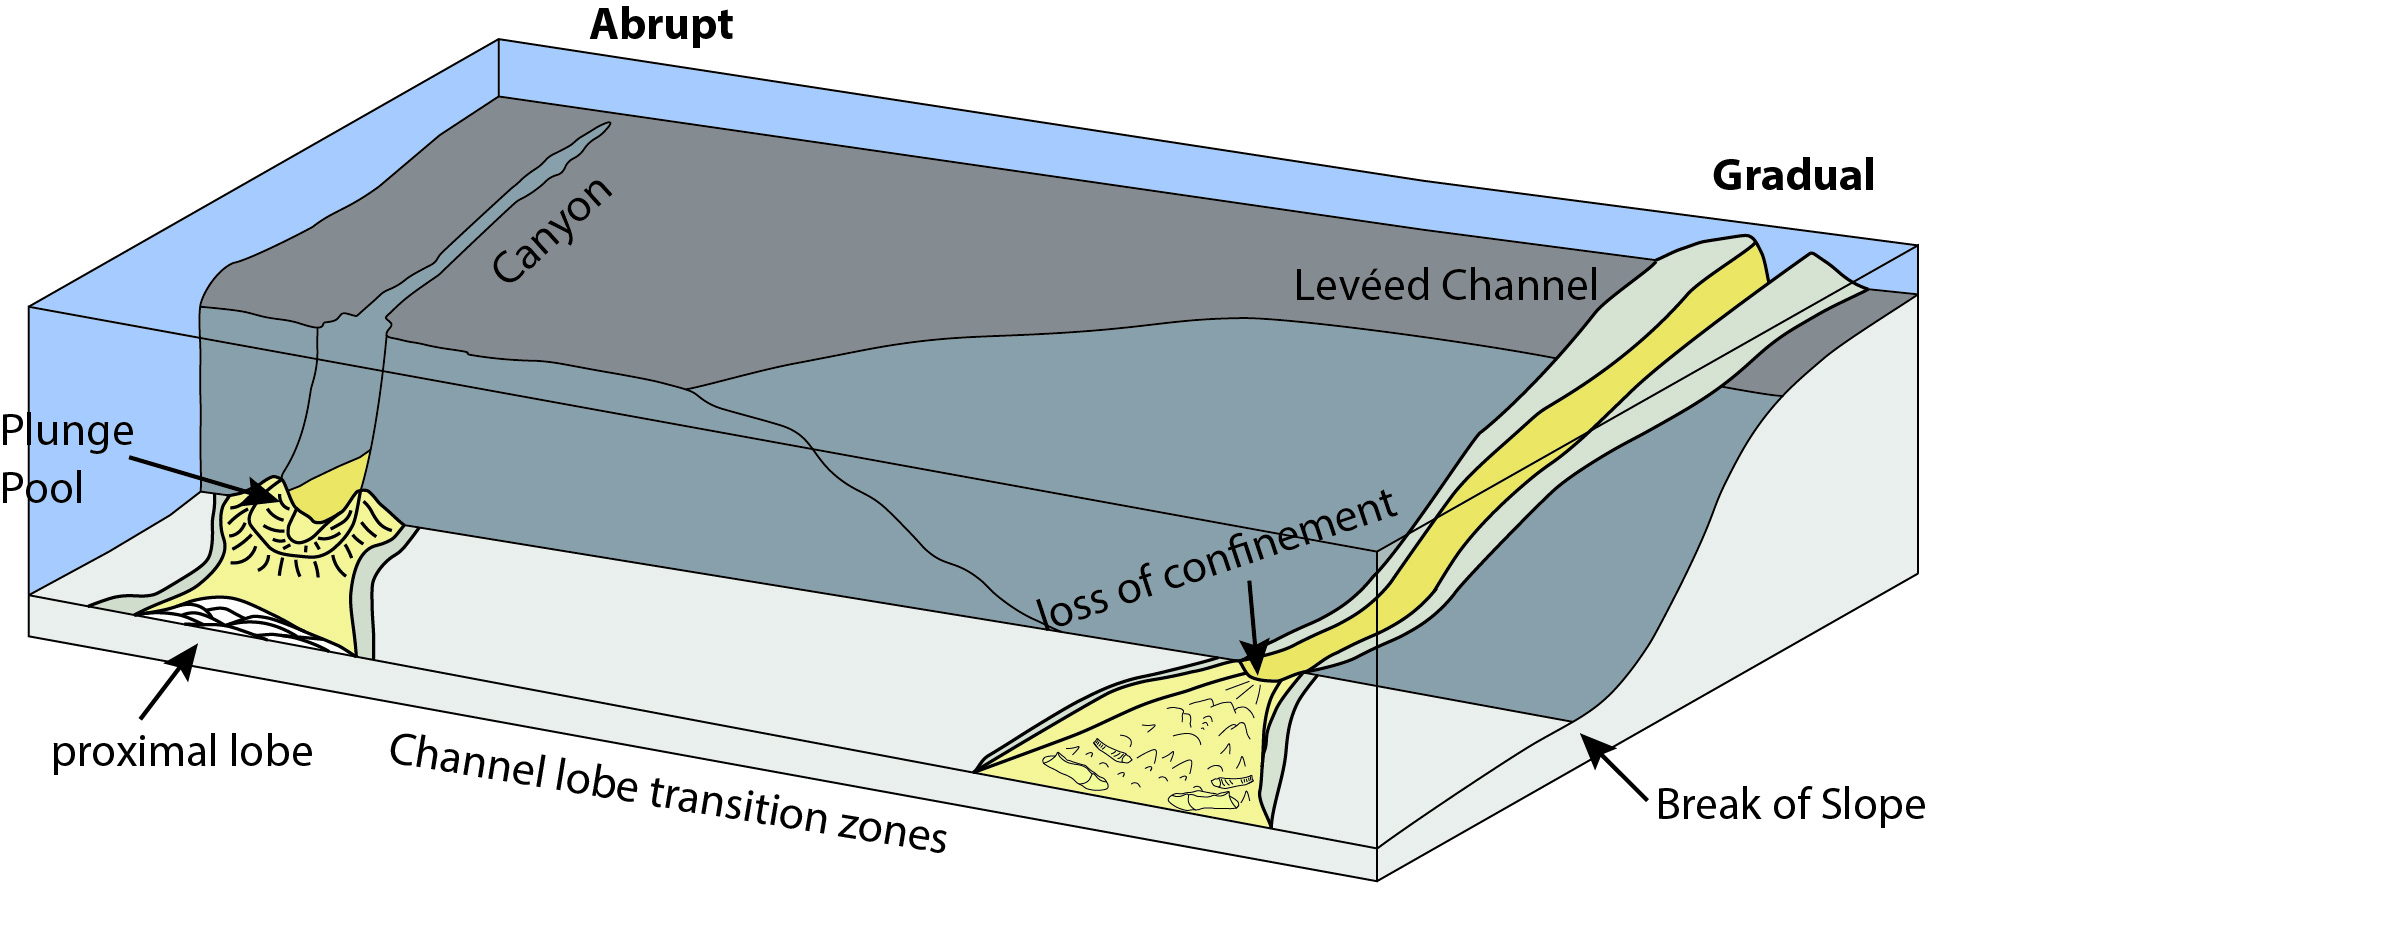 Abrupt
Gradual
Canyon
Levéed Channel
Plunge
Pool
loss of confinement
proximal lobe
Channel lobe transition zones
Break of Slope